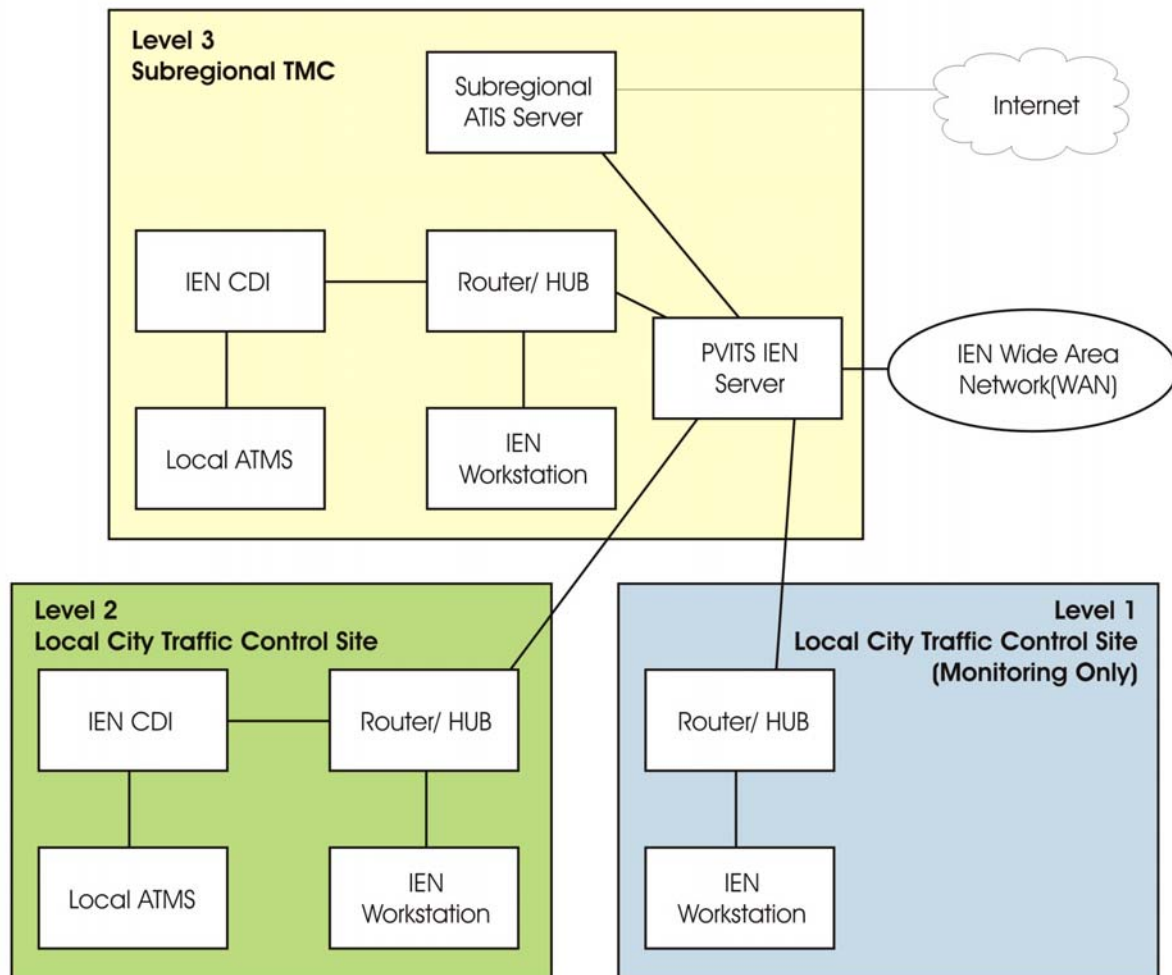 Level 3
Subregional TMC
Subregional
ATIS Server
Internet
IEN CDI
Router/ HUB
PVITS IEN
Server
IEN Wide Area
Network(WAN)
Local ATMS
IEN
Workstation
Level 2
Local City Traffic Control Site
IEN CDI
Router/ HUB
Local ATMS
IEN
Workstation
Level 1
Local City Traffic Control Site
(Monitoring Only)
Router/ HUB
IEN
Workstation